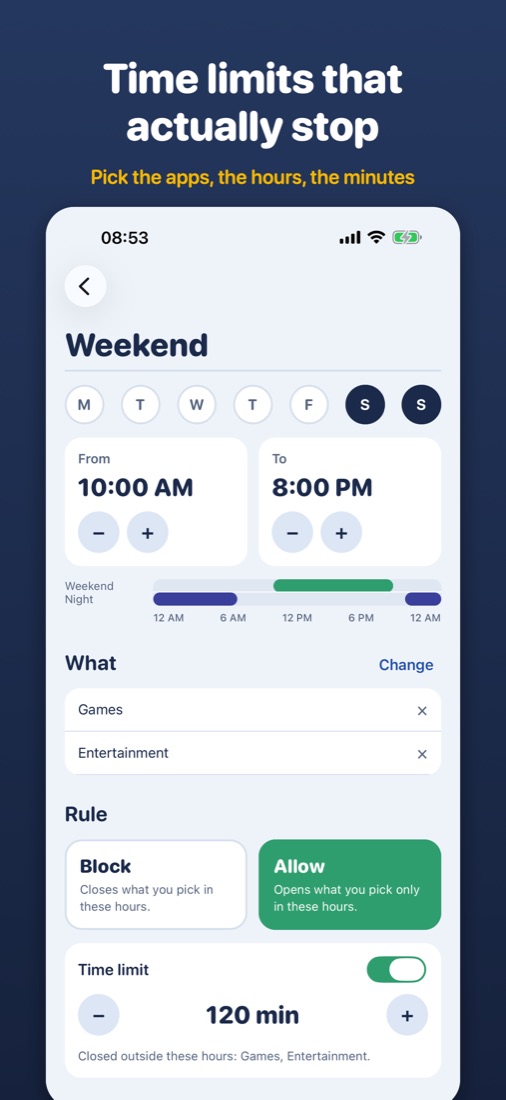 Time limits that
actually stop
Pick the apps, the hours, the minutes
08:53
Weekend
M T W T F S S
From
10:00 AM
− +
To
8:00 PM
− +
Weekend
Night
12 AM 6 AM 12 PM 6 PM 12 AM
What
Change
Games ×
Entertainment ×
Rule
Block
Closes what you pick in
these hours.
Allow
Opens what you pick only
in these hours.
Time limit
− 120 min +
Closed outside these hours: Games, Entertainment.